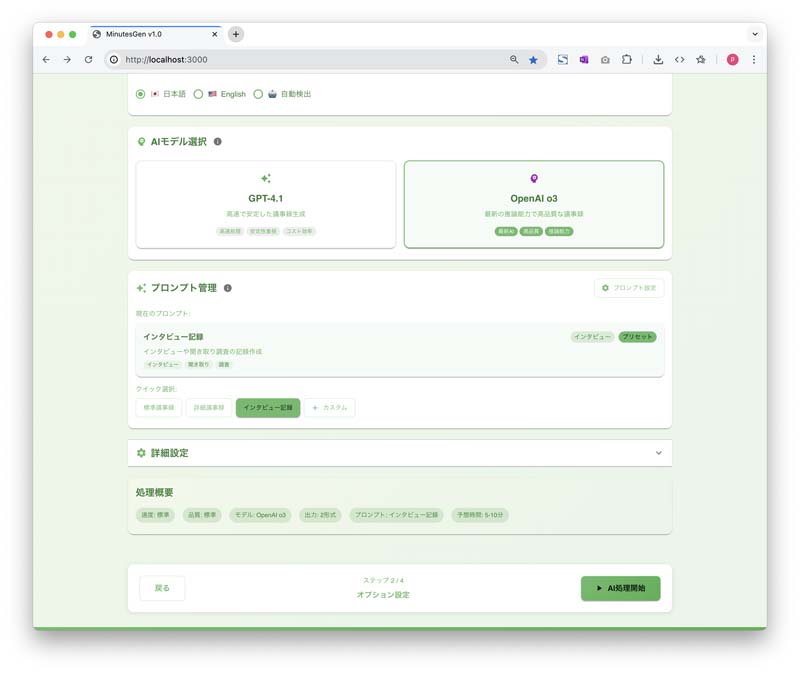 MinutesGen v1.0
http://localhost:3000
日本語 English 自動検出
AIモデル選択
GPT-4.1
高速で安定した議事録生成
高速処理 安定性重視 コスト効率
OpenAI o3
最新の推論能力で高品質な議事録
最新AI 高品質 推論能力
プロンプト管理
プロンプト設定
現在のプロンプト:
インタビュー記録
インタビュー プリセット
インタビューや聞き取り調査の記録作成
インタビュー 聞き取り 調査
クイック選択:
標準議事録 詳細議事録 インタビュー記録 + カスタム
詳細設定
処理概要
速度: 標準 品質: 標準 モデル: OpenAI o3 出力: 2形式 プロンプト: インタビュー記録 予想時間: 5-10分
戻る
ステップ 2 / 4
オプション設定
AI処理開始